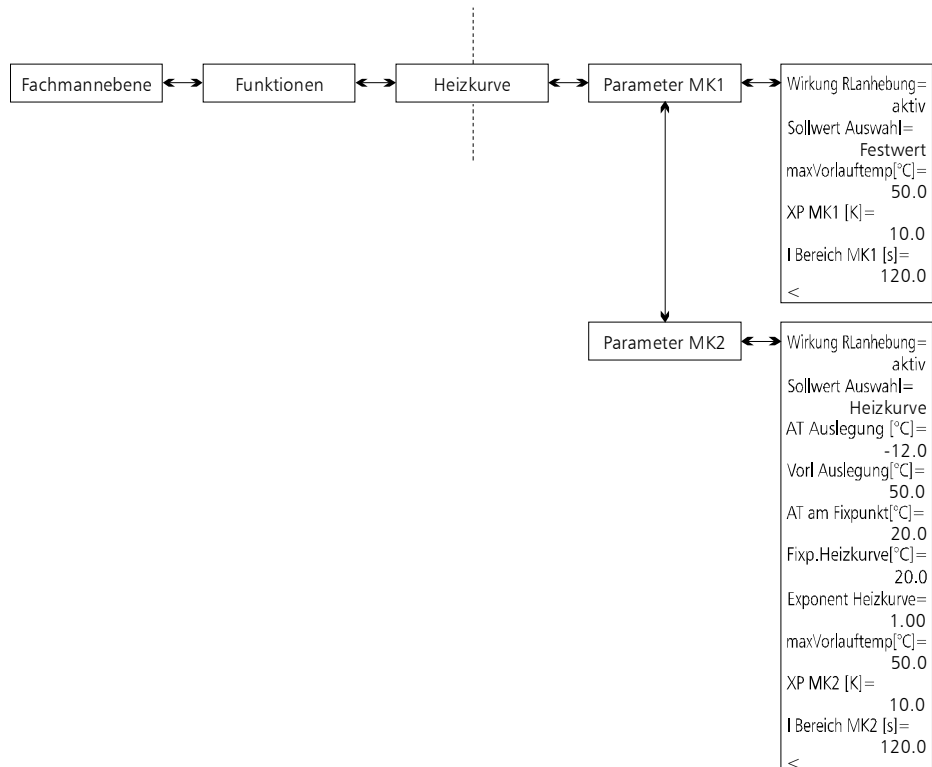 Fachmannebene
Funktionen
Heizkurve
Parameter MK1
Wirkung RLanhebung=
aktiv
Sollwert Auswahl=
Festwert
maxVorlauftemp[°C]=
50.0
XP MK1 [K]=
10.0
I Bereich MK1 [s]=
120.0
<
Parameter MK2
Wirkung RLanhebung=
aktiv
Sollwert Auswahl=
Heizkurve
AT Auslegung [°C]=
-12.0
Vorl Auslegung[°C]=
50.0
AT am Fixpunkt[°C]=
20.0
Fixp.Heizkurve[°C]=
20.0
Exponent Heizkurve=
1.00
maxVorlauftemp[°C]=
50.0
XP MK2 [K]=
10.0
I Bereich MK2 [s]=
120.0
<